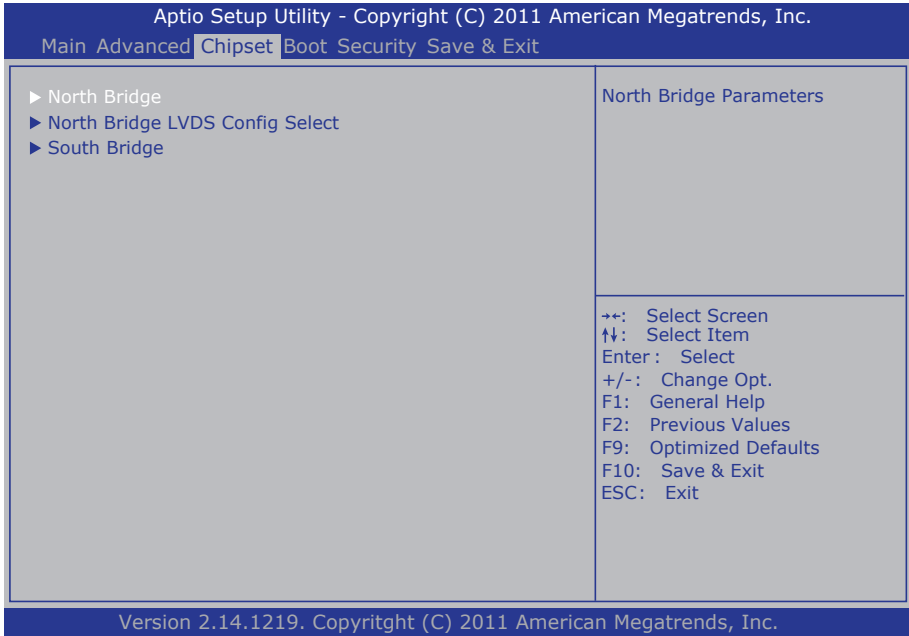 Aptio Setup Utility - Copyright (C) 2011 American Megatrends, Inc.
Main Advanced Chipset Boot Security Save & Exit
▶ North Bridge
▶ North Bridge LVDS Config Select
▶ South Bridge
North Bridge Parameters
→←: Select Screen
↑↓: Select Item
Enter : Select
+/-: Change Opt.
F1: General Help
F2: Previous Values
F9: Optimized Defaults
F10: Save & Exit
ESC: Exit
Version 2.14.1219. Copyritght (C) 2011 American Megatrends, Inc.